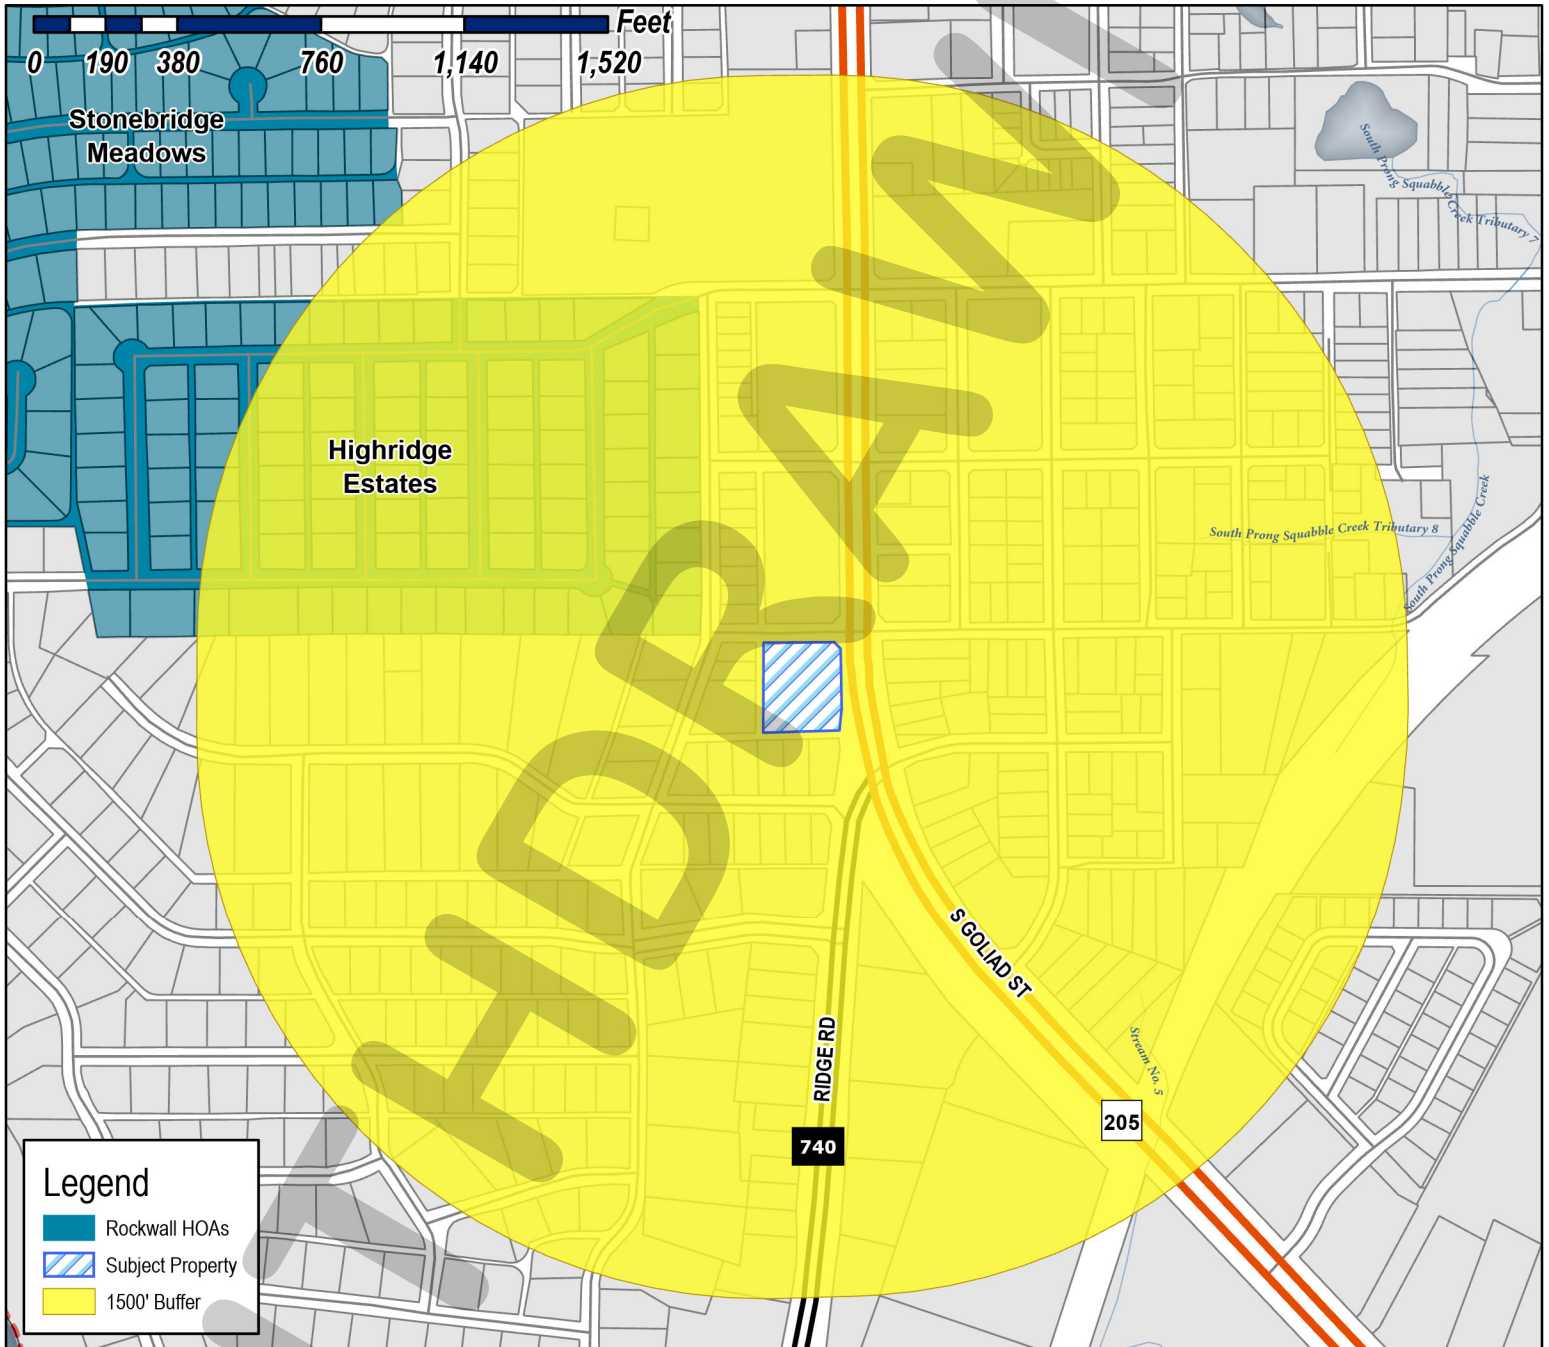 Feet
0 190 380 760 1,140 1,520
Stonebridge
Meadows
South Prong Squabble Creek Tributary 7
Highridge
Estates
South Prong Squabble Creek Tributary 8
South Prong Squabble Creek
S GOLIAD ST
RIDGE RD
Stream No. 5
205
740
Legend
Rockwall HOAs
Subject Property
1500' Buffer
THDRAW